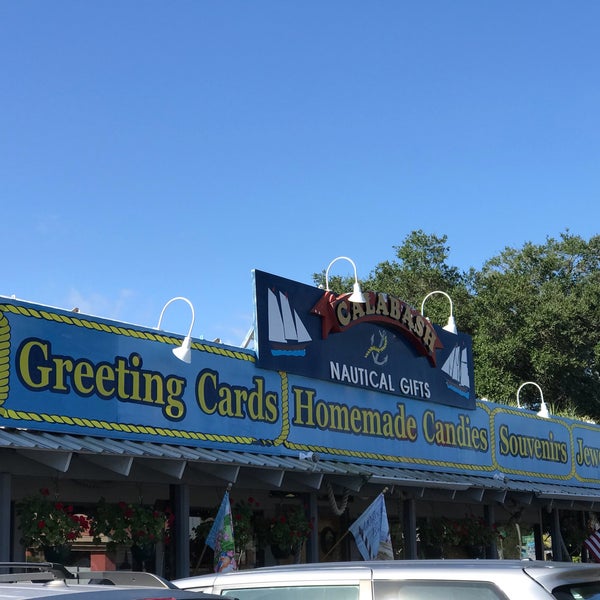 CALABASH
NAUTICAL GIFTS
Greeting Cards
Homemade Candies
Souvenirs